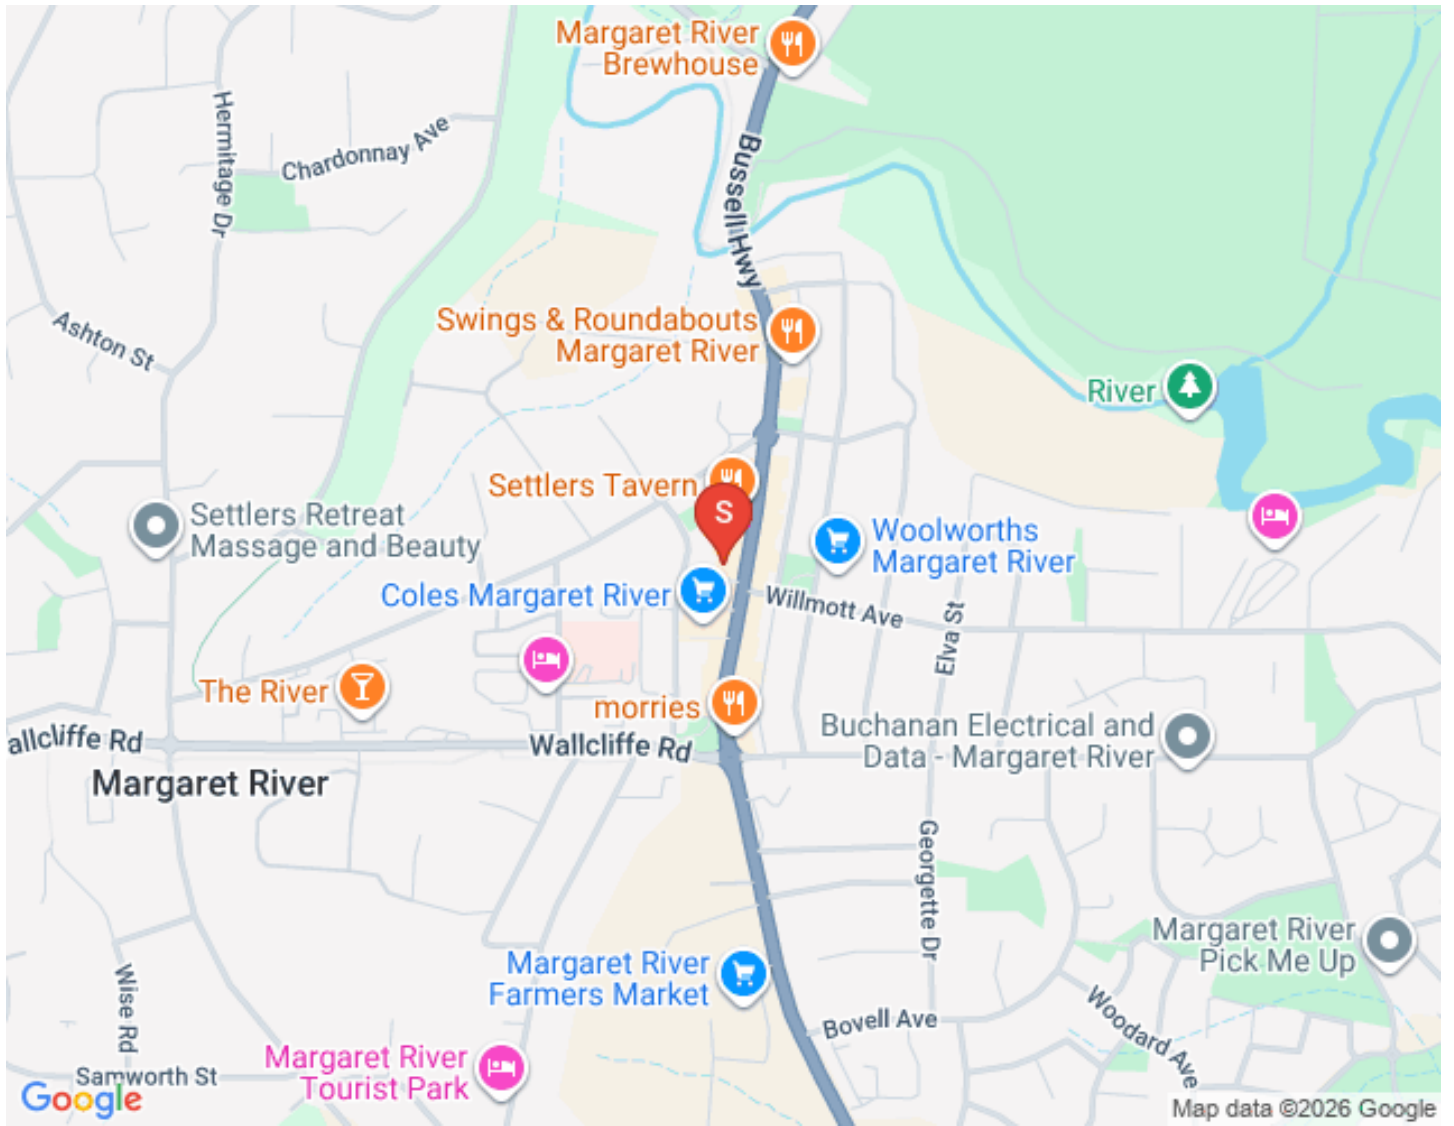 Margaret River
Brewhouse
Hermitage Dr
Chardonnay Ave
Bussell Hwy
Ashton St
Swings & Roundabouts
Margaret River
River
Settlers Tavern
S
Settlers Retreat
Massage and Beauty
Woolworths
Margaret River
Coles Margaret River
Willmott Ave
Elva St
The River
morries
allcliffe Rd
Wallcliffe Rd
Buchanan Electrical and
Data - Margaret River
Margaret River
Georgette Dr
Margaret River
Pick Me Up
Margaret River
Farmers Market
Wise Rd
Bovell Ave
Woodard Ave
Margaret River
Tourist Park
Samworth St
Google
Map data ©2026 Google